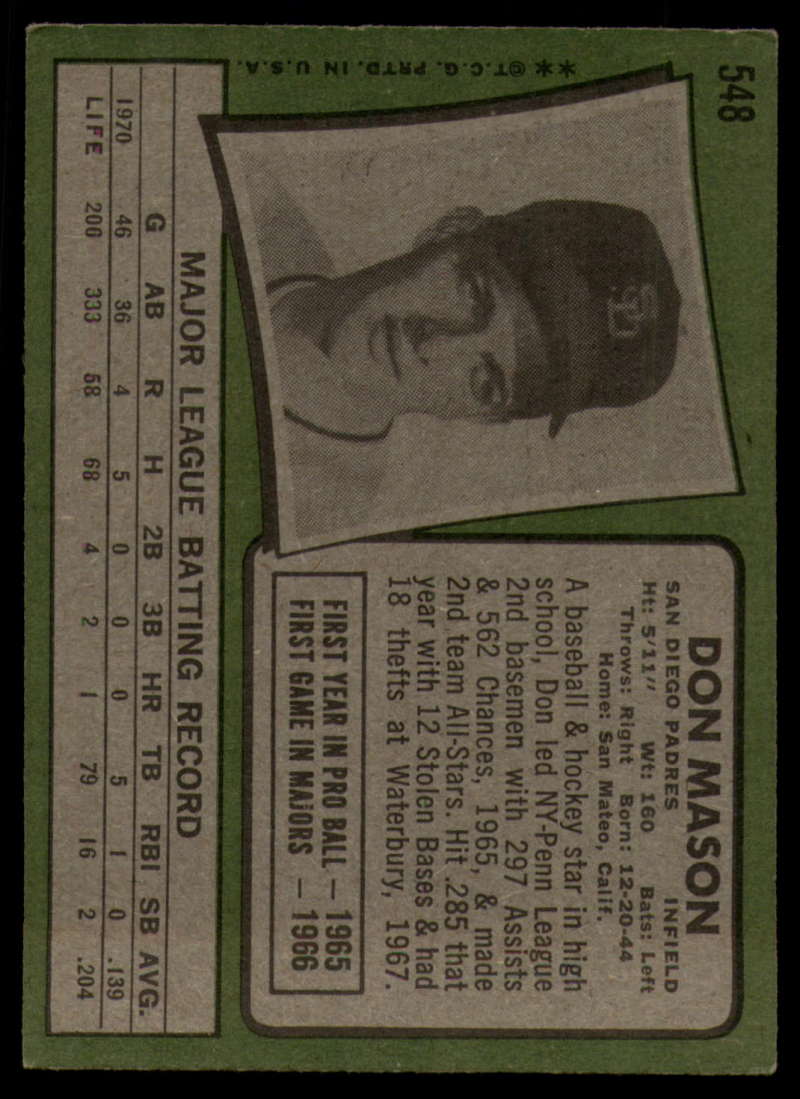 548
** @T.C.G. PRTD. IN U.S.A.
SD
DON MASON
SAN DIEGO PADRES INFIELD
Ht: 5/11" Wt: 160 Bats: Left
Throws: Right Born: 12-20-44
Home: San Mateo, Calif.
A baseball & hockey star in high
school, Don led NY-Penn League
2nd basemen with 297 Assists
& 562 Chances, 1965, & made
2nd team All-Stars. Hit .285 that
year with 12 Stolen Bases & had
18 thefts at Waterbury, 1967.
FIRST YEAR IN PRO BALL — 1965
FIRST GAME IN MAJORS — 1966
MAJOR LEAGUE BATTING RECORD
G AB R H 2B 3B HR TB RBI SB AVG.
1970 46 36 4 5 0 0 0 5 1 0 .139
LIFE 200 333 58 68 4 2 1 79 16 2 .204